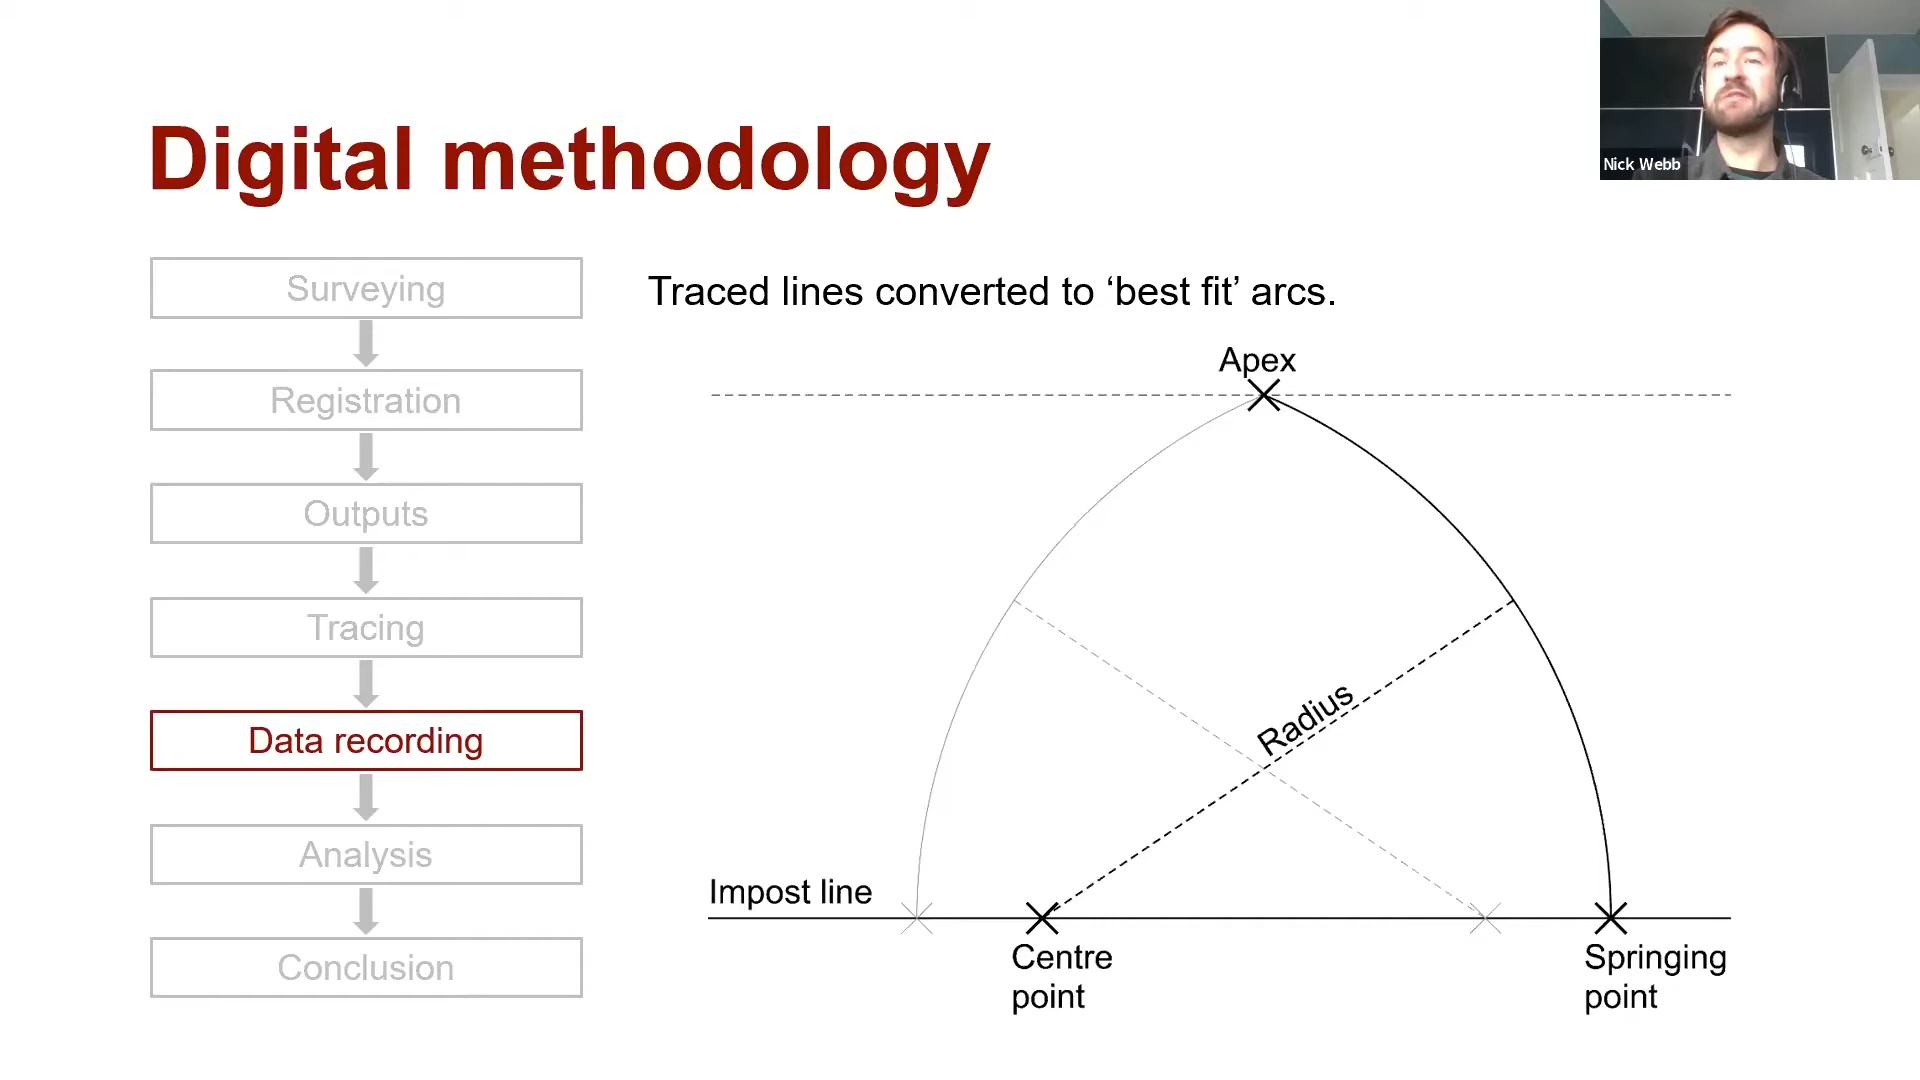 Nick Webb
Digital methodology
Surveying
Registration
Outputs
Tracing
Data recording
Analysis
Conclusion
Traced lines converted to ‘best fit’ arcs.
Apex
Radius
Impost line
Centre
point
Springing
point